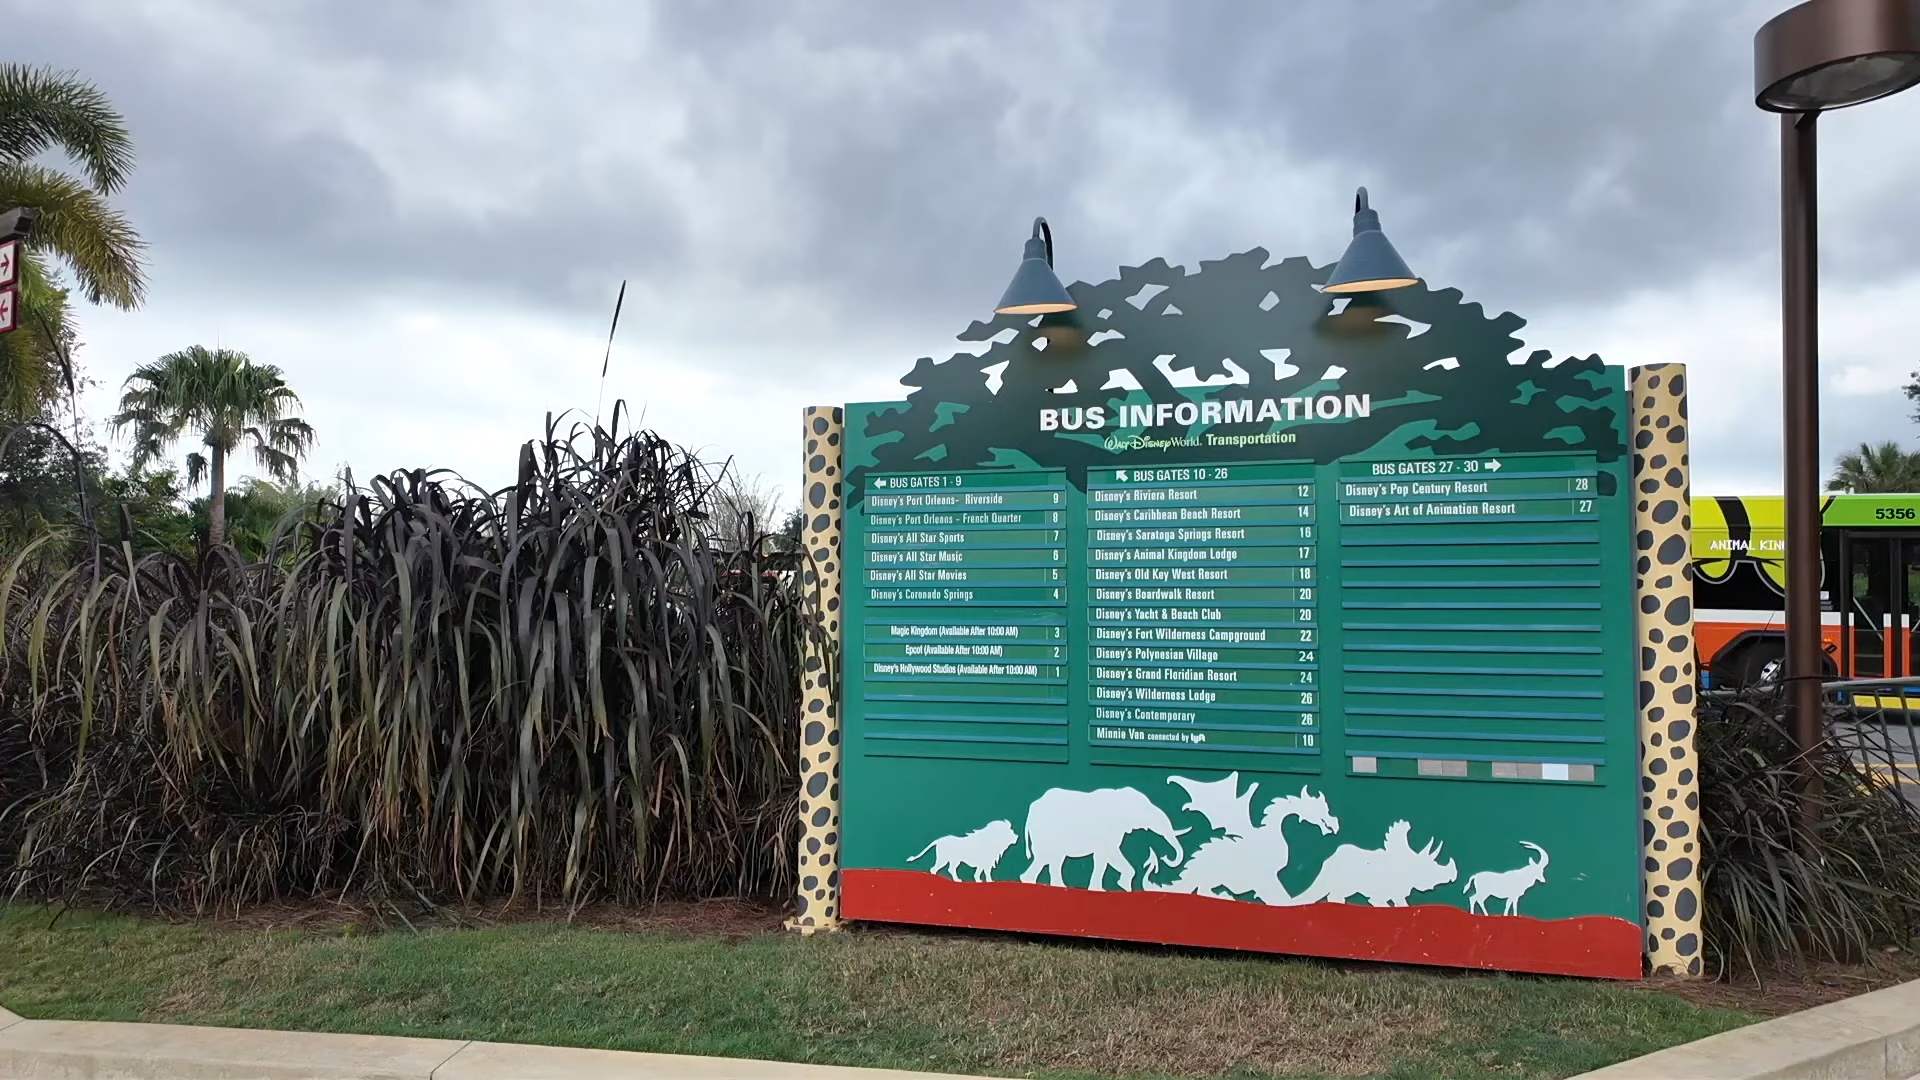 BUS INFORMATION
Walt Disney World. Transportation
BUS GATES 1 - 9
Disney's Port Orleans- Riverside 9
Disney's Port Orleans - French Quarter 8
Disney's All Star Sports 7
Disney's All Star Music 6
Disney's All Star Movies 5
Disney's Coronado Springs 4
Magic Kingdom (Available After 10:00 AM) 3
Epcot (Available After 10:00 AM) 2
Disney's Hollywood Studios (Available After 10:00 AM) 1
BUS GATES 10 - 26
Disney's Riviera Resort 12
Disney's Caribbean Beach Resort 14
Disney's Saratoga Springs Resort 16
Disney's Animal Kingdom Lodge 17
Disney's Old Key West Resort 18
Disney's Boardwalk Resort 20
Disney's Yacht & Beach Club 20
Disney's Fort Wilderness Campground 22
Disney's Polynesian Village 24
Disney's Grand Floridian Resort 24
Disney's Wilderness Lodge 26
Disney's Contemporary 26
Minnie Van connected by lyft 10
BUS GATES 27 - 30
Disney's Pop Century Resort 28
Disney's Art of Animation Resort 27
5356
ANIMAL KIN